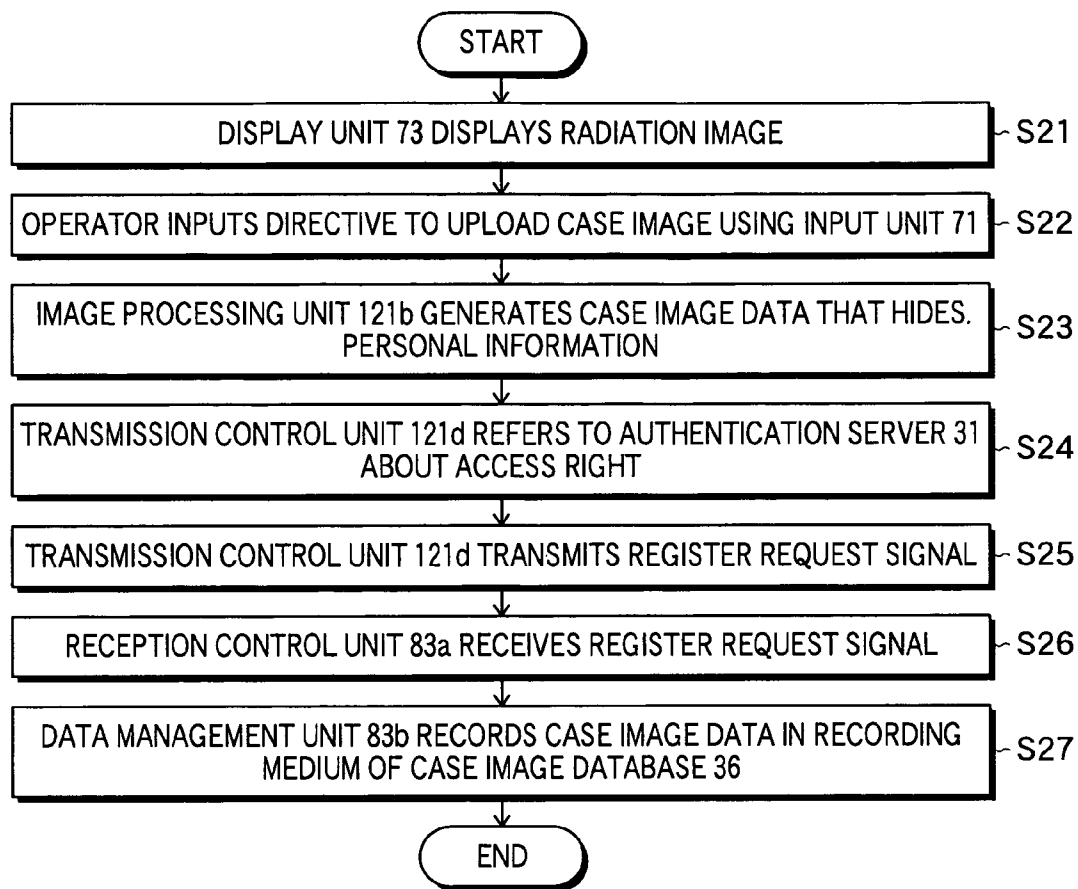 START
DISPLAY UNIT 73 DISPLAYS RADIATION IMAGE
S21
OPERATOR INPUTS DIRECTIVE TO UPLOAD CASE IMAGE USING INPUT UNIT 71
S22
IMAGE PROCESSING UNIT 121b GENERATES CASE IMAGE DATA THAT HIDES.
PERSONAL INFORMATION
S23
TRANSMISSION CONTROL UNIT 121d REFERS TO AUTHENTICATION SERVER 31
ABOUT ACCESS RIGHT
S24
TRANSMISSION CONTROL UNIT 121d TRANSMITS REGISTER REQUEST SIGNAL
S25
RECEPTION CONTROL UNIT 83a RECEIVES REGISTER REQUEST SIGNAL
S26
DATA MANAGEMENT UNIT 83b RECORDS CASE IMAGE DATA IN RECORDING
MEDIUM OF CASE IMAGE DATABASE 36
S27
END